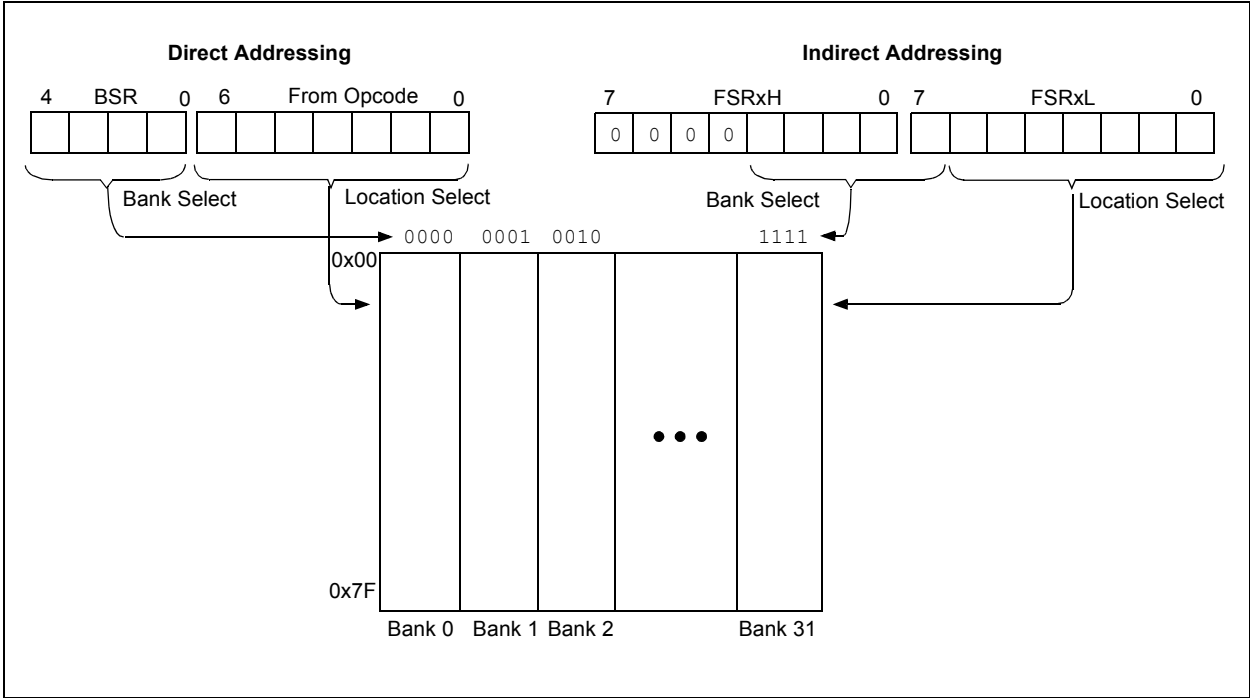 Direct Addressing
Indirect Addressing
4 BSR 0 6 From Opcode 0
7 FSRxH 0 7 FSRxL 0
0 0 0 0
Bank Select
Location Select
Bank Select
Location Select
0000 0001 0010 1111
0x00
0x7F
Bank 0 Bank 1 Bank 2 Bank 31